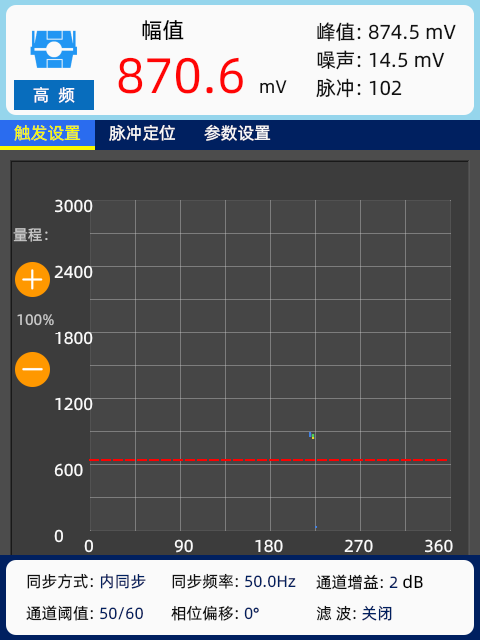 幅值
870.6 mV
峰值: 874.5 mV
噪声: 14.5 mV
脉冲: 102
高 频
触发设置 脉冲定位 参数设置
3000
量程:
2400
100%
1800
1200
600
0
0 90 180 270 360
同步方式: 内同步 同步频率: 50.0Hz 通道增益: 2 dB
通道阈值: 50/60 相位偏移: 0° 滤 波: 关闭